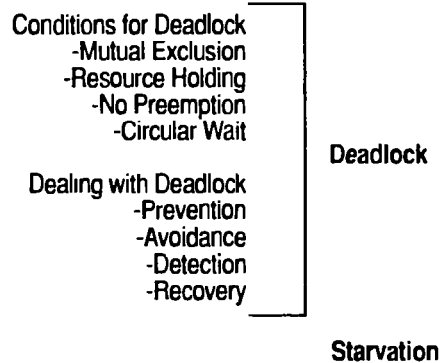 Conditions for Deadlock
-Mutual Exclusion
-Resource Holding
-No Preemption
-Circular Wait
Dealing with Deadlock
-Prevention
-Avoidance
-Detection
-Recovery
Deadlock
Starvation